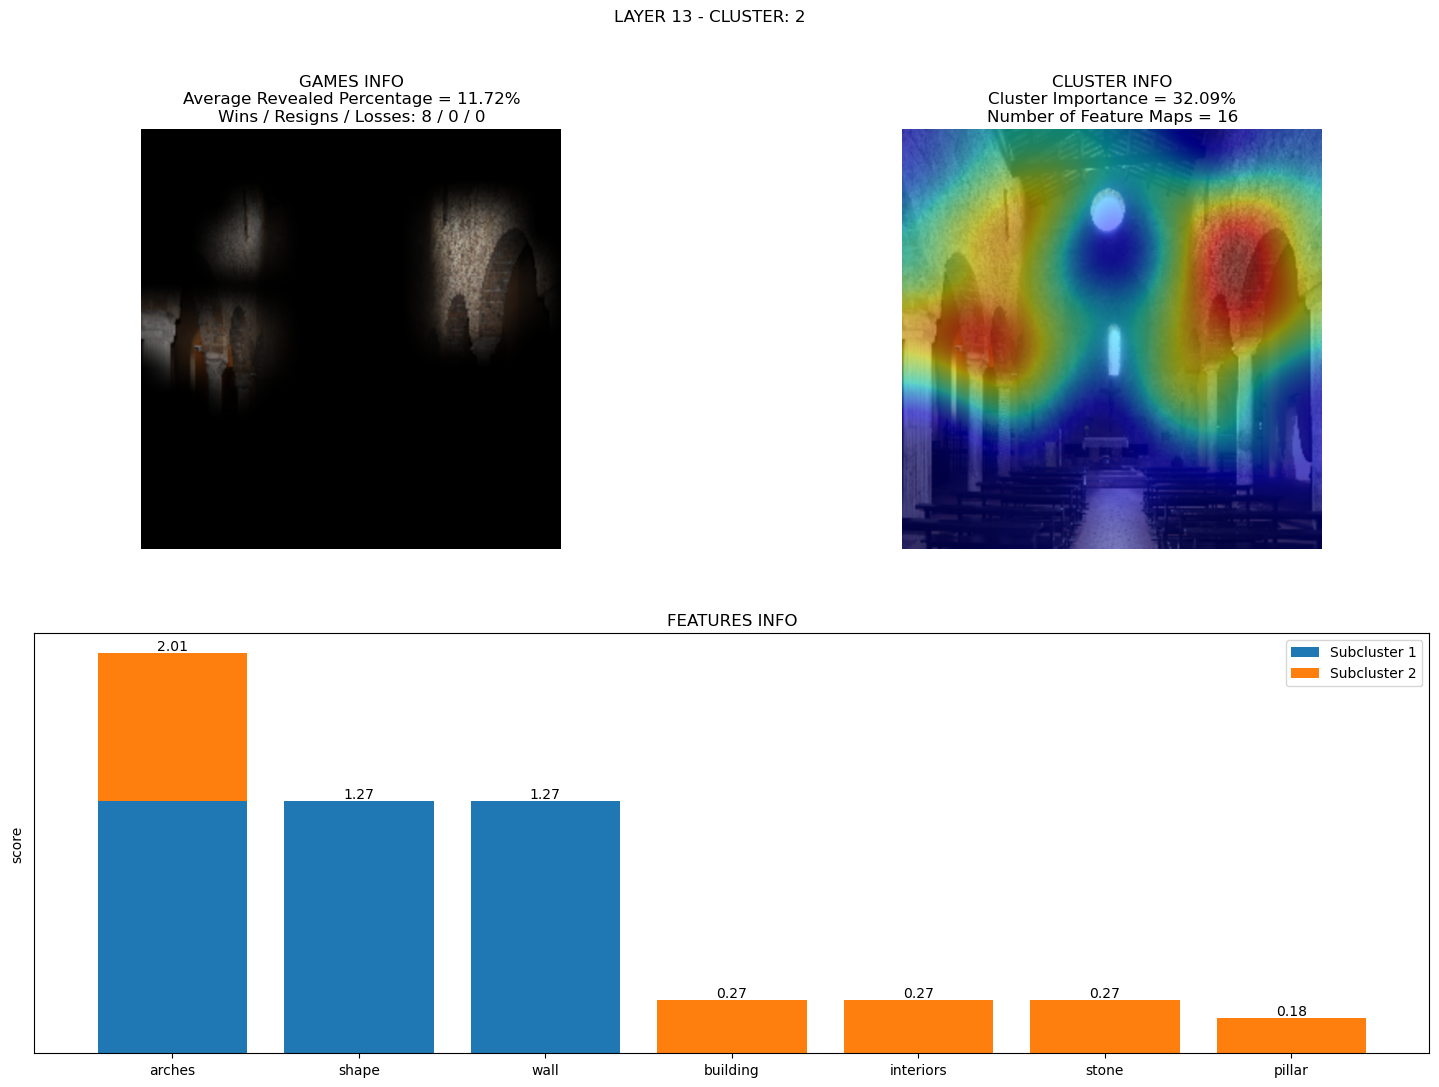 LAYER 13 - CLUSTER: 2
GAMES INFO
Average Revealed Percentage = 11.72%
Wins / Resigns / Losses: 8 / 0 / 0
CLUSTER INFO
Cluster Importance = 32.09%
Number of Feature Maps = 16
FEATURES INFO
score
2.01
1.27
1.27
0.27
0.27
0.27
0.18
Subcluster 1
Subcluster 2
arches
shape
wall
building
interiors
stone
pillar